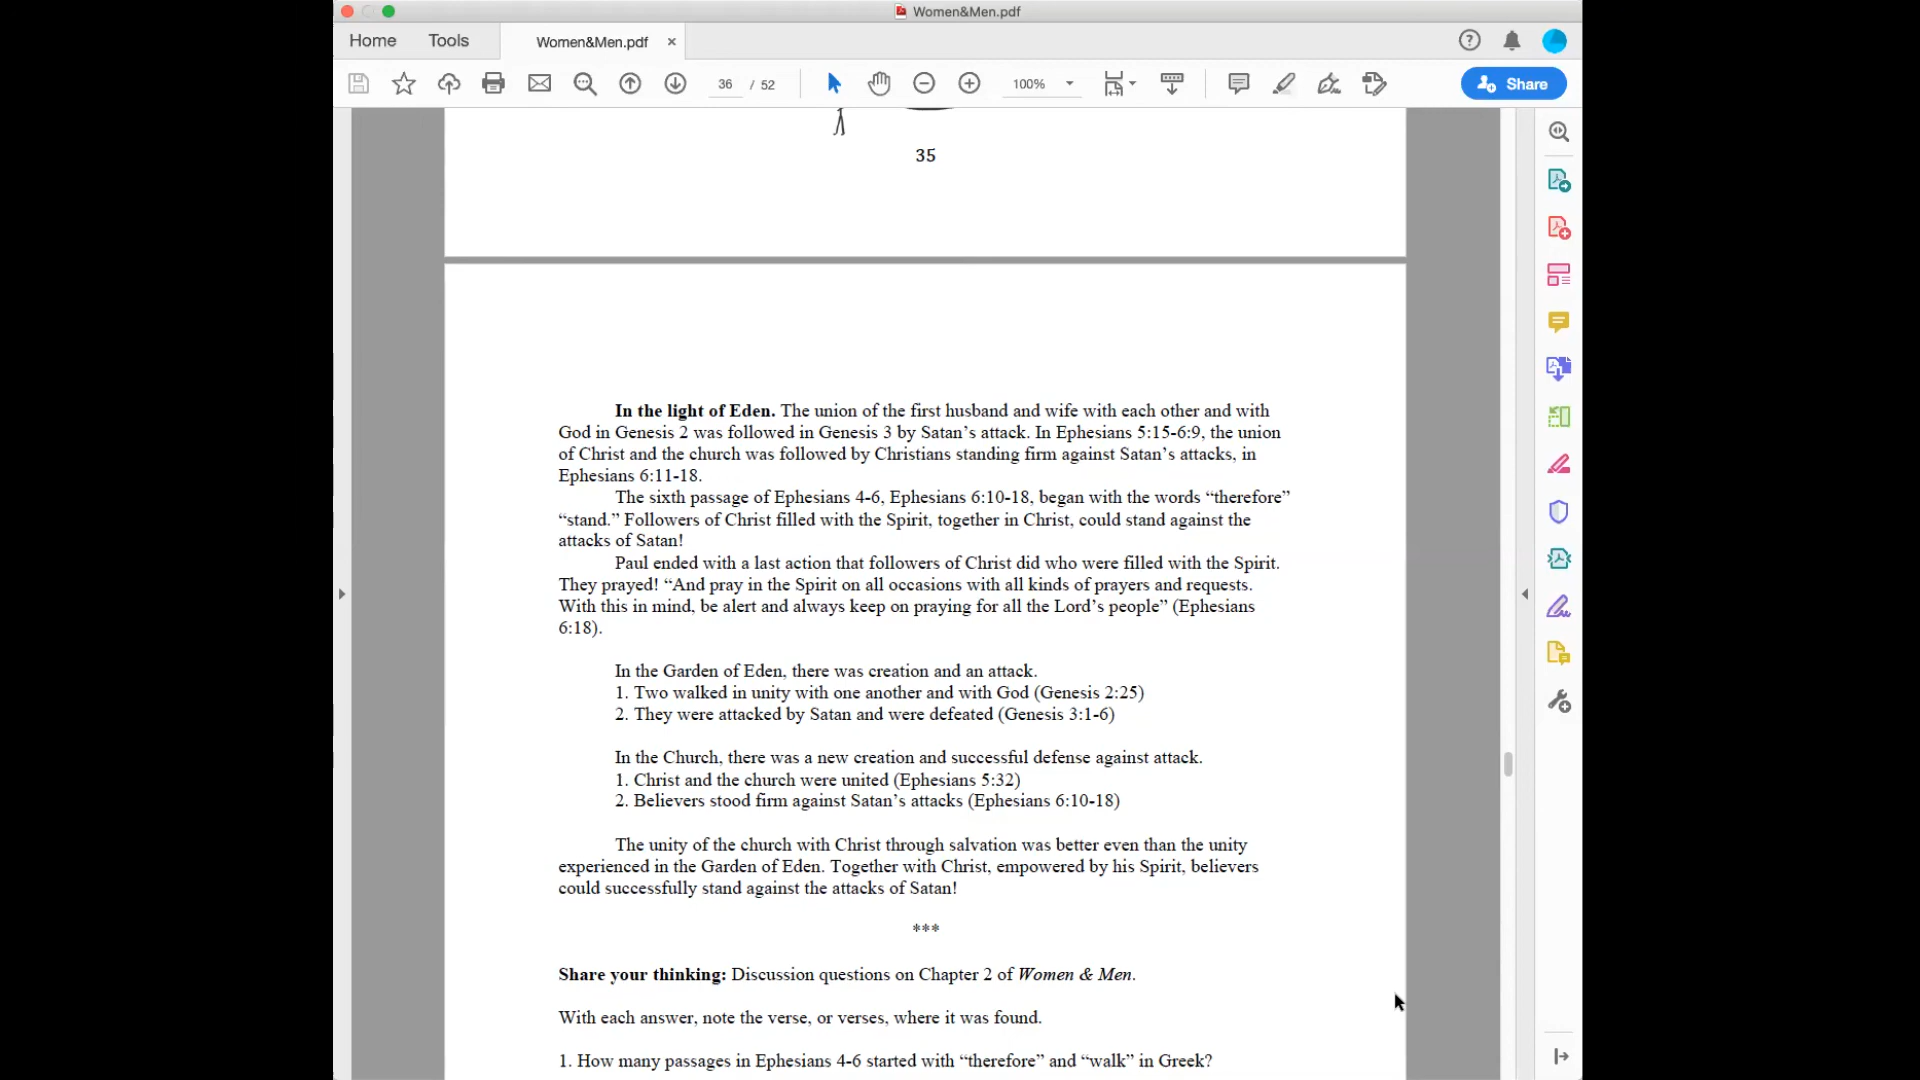 Women&Men.pdf
Home
Tools
Women&Men.pdf
36 / 52
100%
Share
35
In the light of Eden. The union of the first husband and wife with each other and with
God in Genesis 2 was followed in Genesis 3 by Satan’s attack. In Ephesians 5:15-6:9, the union
of Christ and the church was followed by Christians standing firm against Satan’s attacks, in
Ephesians 6:11-18.
The sixth passage of Ephesians 4-6, Ephesians 6:10-18, began with the words “therefore”
“stand.” Followers of Christ filled with the Spirit, together in Christ, could stand against the
attacks of Satan!
Paul ended with a last action that followers of Christ did who were filled with the Spirit.
They prayed! “And pray in the Spirit on all occasions with all kinds of prayers and requests.
With this in mind, be alert and always keep on praying for all the Lord’s people” (Ephesians
6:18).
In the Garden of Eden, there was creation and an attack.
1. Two walked in unity with one another and with God (Genesis 2:25)
2. They were attacked by Satan and were defeated (Genesis 3:1-6)
In the Church, there was a new creation and successful defense against attack.
1. Christ and the church were united (Ephesians 5:32)
2. Believers stood firm against Satan’s attacks (Ephesians 6:10-18)
The unity of the church with Christ through salvation was better even than the unity
experienced in the Garden of Eden. Together with Christ, empowered by his Spirit, believers
could successfully stand against the attacks of Satan!
***
Share your thinking: Discussion questions on Chapter 2 of Women & Men.
With each answer, note the verse, or verses, where it was found.
1. How many passages in Ephesians 4-6 started with “therefore” and “walk” in Greek?